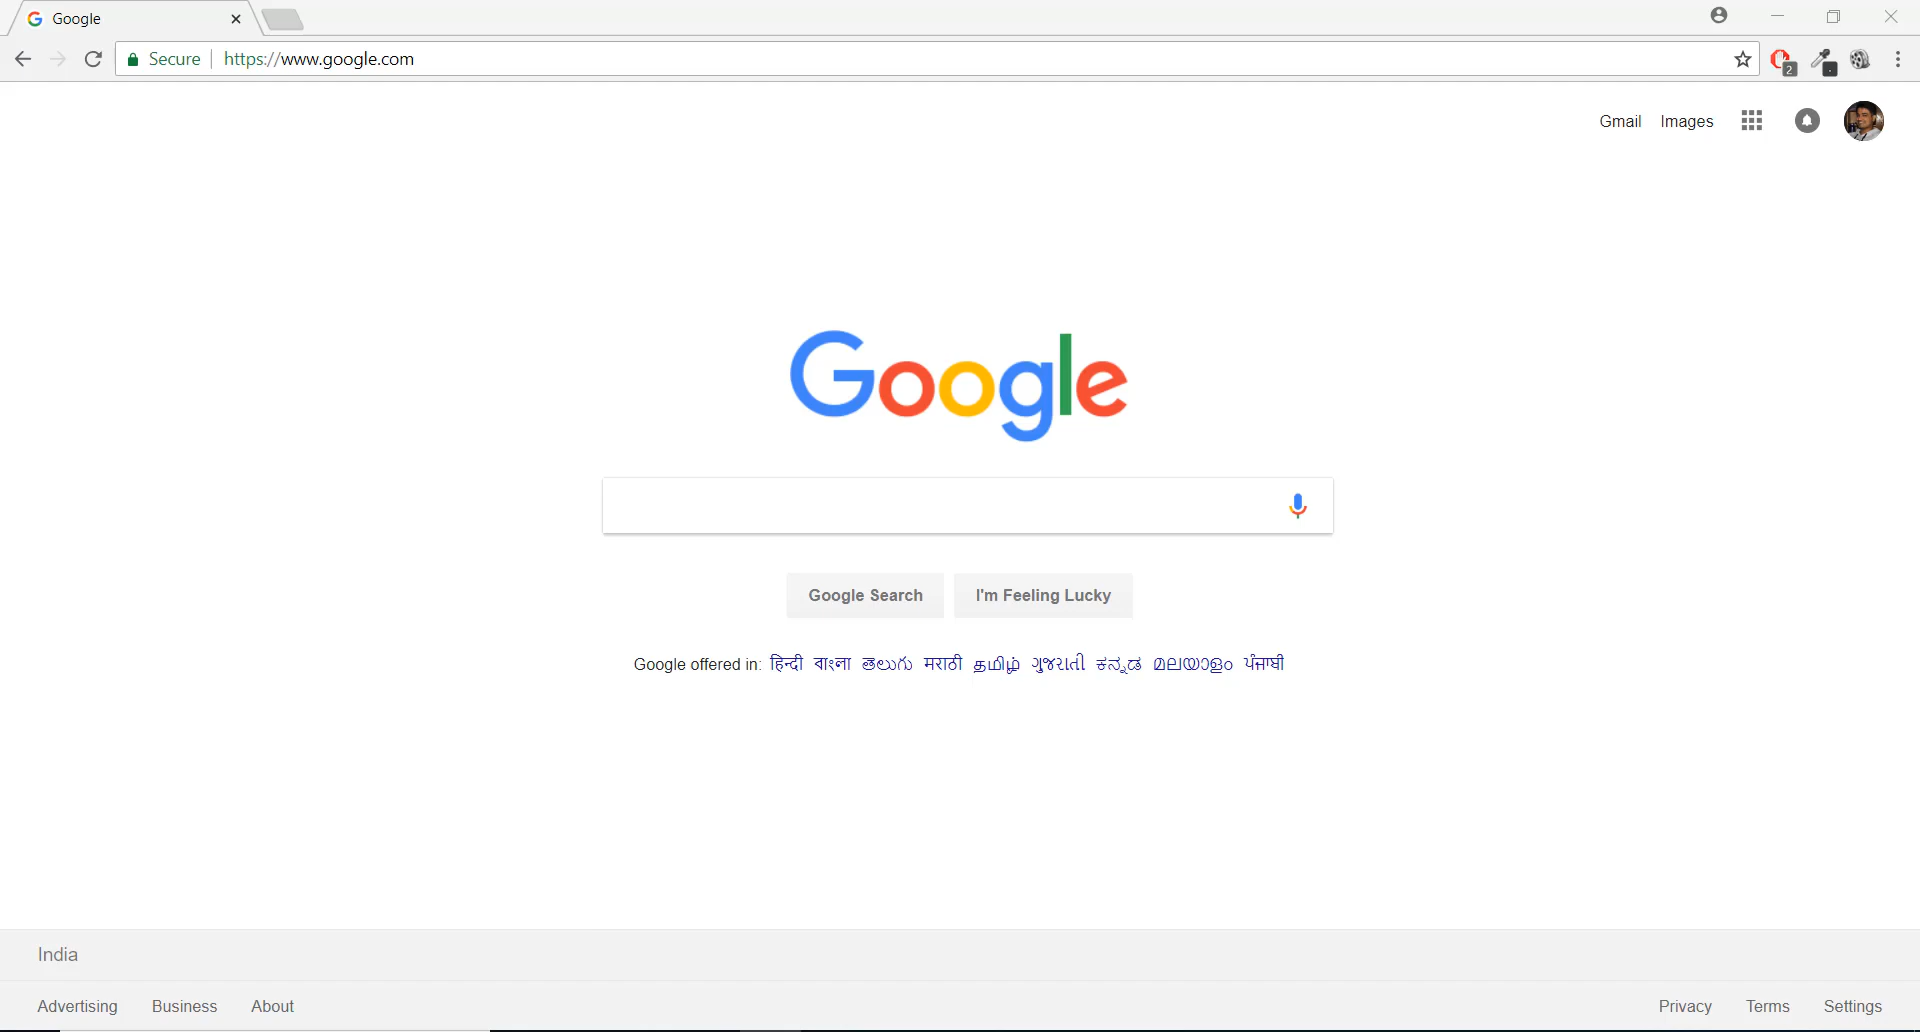 Google
Secure https://www.google.com
2
Gmail Images
Google
Google Search I'm Feeling Lucky
Google offered in: हिन्दी বাংলা తెలుగు मराठी தமிழ் ગુજરાતી ಕನ್ನಡ മലയാളം ਪੰਜਾਬੀ
India
Advertising Business About Privacy Terms Settings